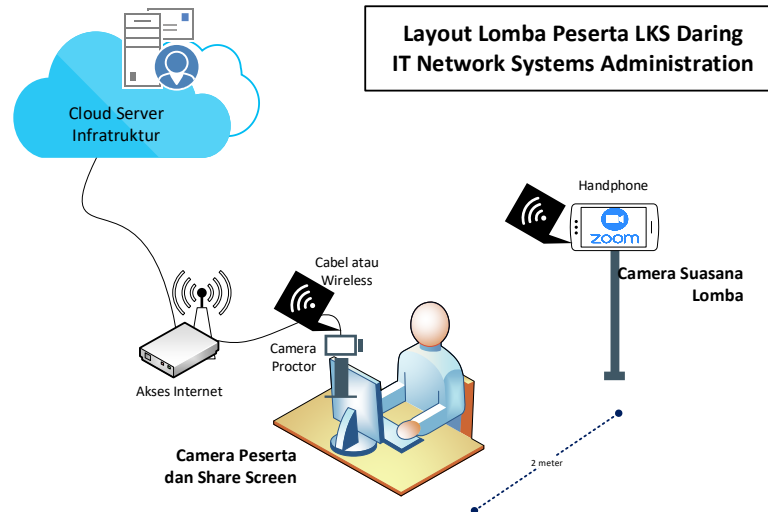 Layout Lomba Peserta LKS Daring
IT Network Systems Administration
Cloud Server
Infratruktur
Handphone
zoom
Camera Suasana
Lomba
Cabel atau
Wireless
Camera
Proctor
Akses Internet
Camera Peserta
dan Share Screen
2 meter